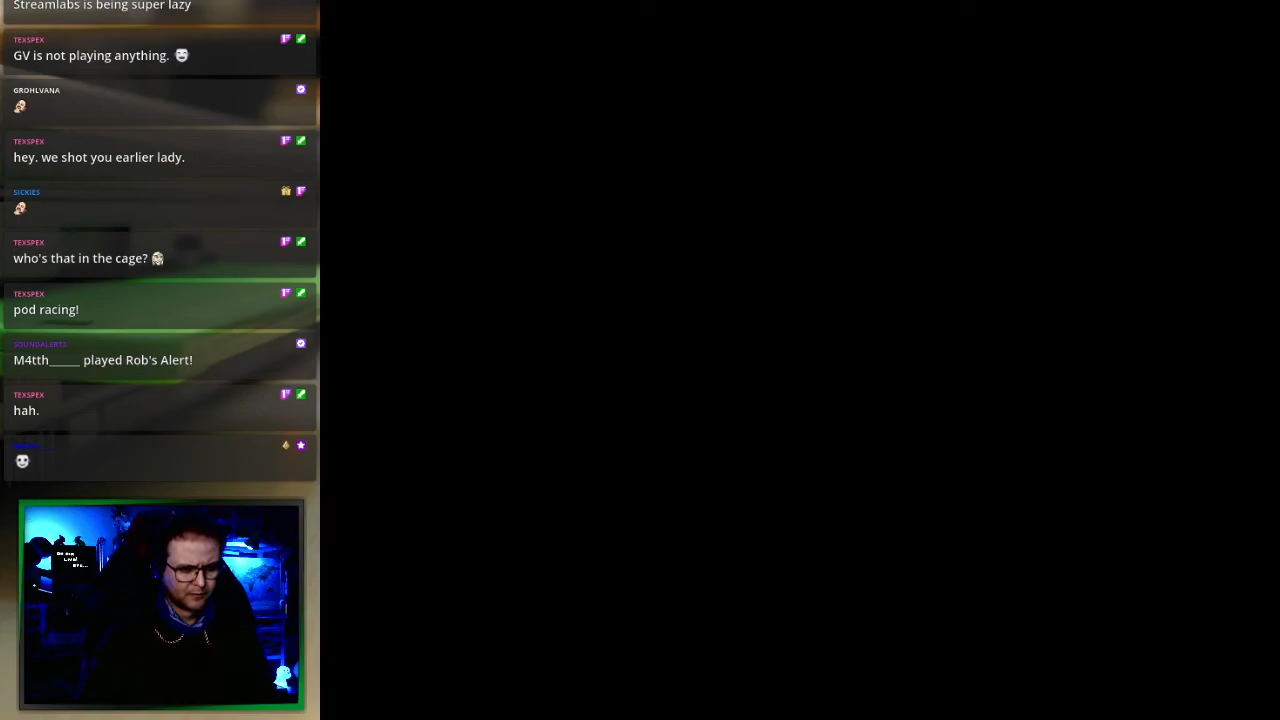 Streamlabs is being super lazy
TEXSPEX
GV is not playing anything.
GROHLVANA
TEXSPEX
hey. we shot you earlier lady.
SICKIES
TEXSPEX
who's that in the cage?
TEXSPEX
pod racing!
SOUNDALERTS
M4tth_____ played Rob's Alert!
TEXSPEX
hah.